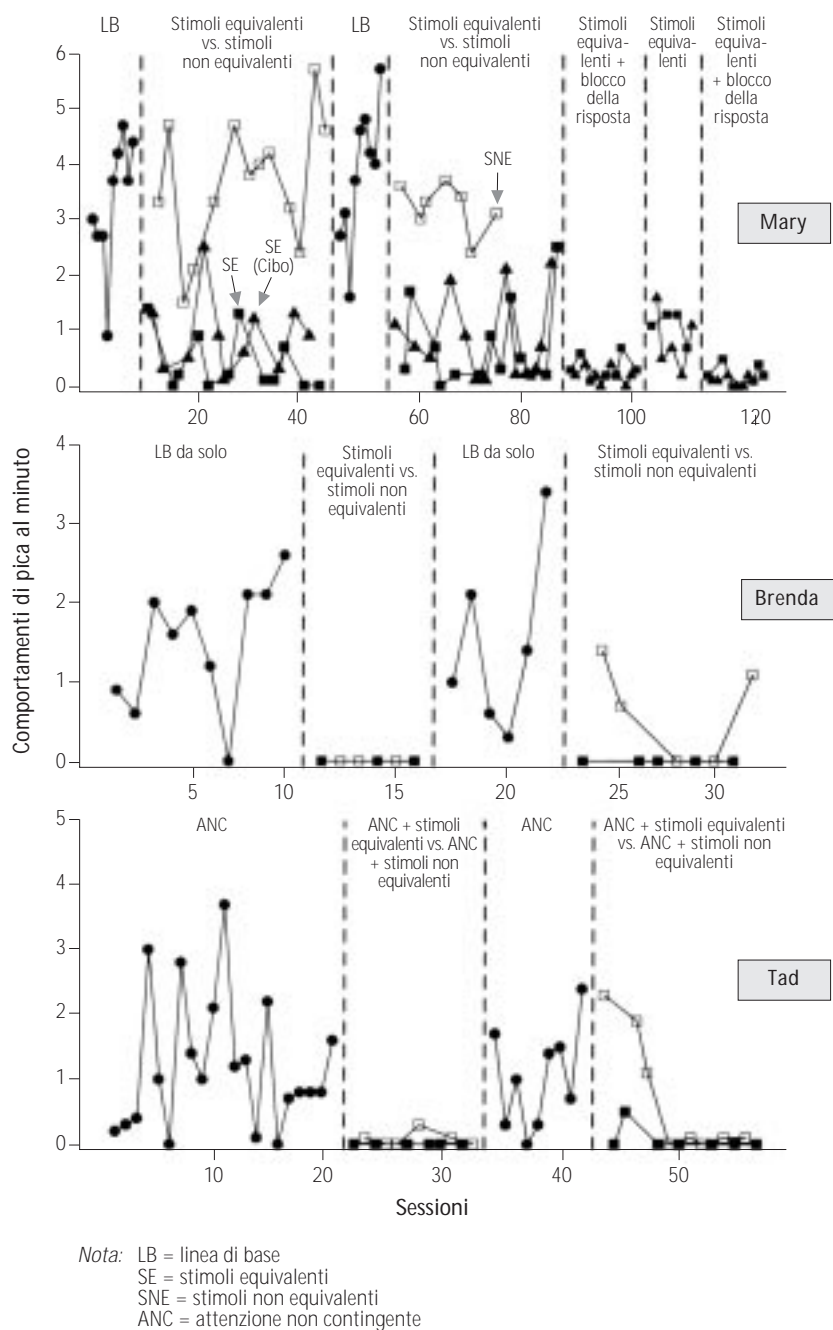 LB
Stimoli equivalenti
vs. stimoli
non equivalenti
LB
Stimoli equivalenti
vs. stimoli
non equivalenti
Stimoli
equiva-
lenti +
blocco
della
risposta
Stimoli
equiva-
lenti
Stimoli
equiva-
lenti
+ blocco
della
risposta
6
5
4
3
2
1
0
SE
SE
(Cibo)
SNE
Mary
20
40
60
80
100
120
Comportamenti di pica al minuto
LB da solo
Stimoli
equivalenti vs.
stimoli non
equivalenti
LB da solo
Stimoli equivalenti vs.
stimoli non equivalenti
4
3
2
1
0
Brenda
5
10
15
20
25
30
ANC
ANC + stimoli
equivalenti vs. ANC
+ stimoli non
equivalenti
ANC
ANC + stimoli equivalenti
vs. ANC + stimoli non
equivalenti
5
4
3
2
1
0
Tad
10
20
30
40
50
Sessioni
Nota: LB = linea di base
SE = stimoli equivalenti
SNE = stimoli non equivalenti
ANC = attenzione non contingente